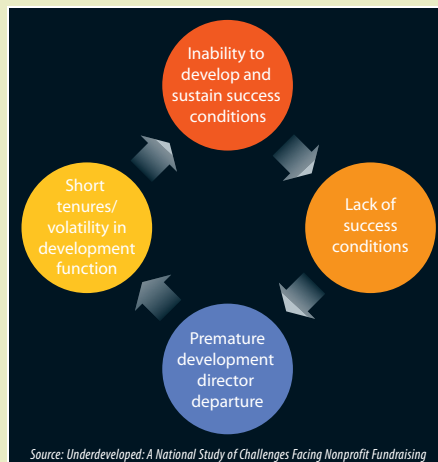 Inability to
develop and
sustain success
conditions
Lack of
success
conditions
Premature
development
director
departure
Short
tenures/
volatility in
development
function
Source: Underdeveloped: A National Study of Challenges Facing Nonprofit Fundraising